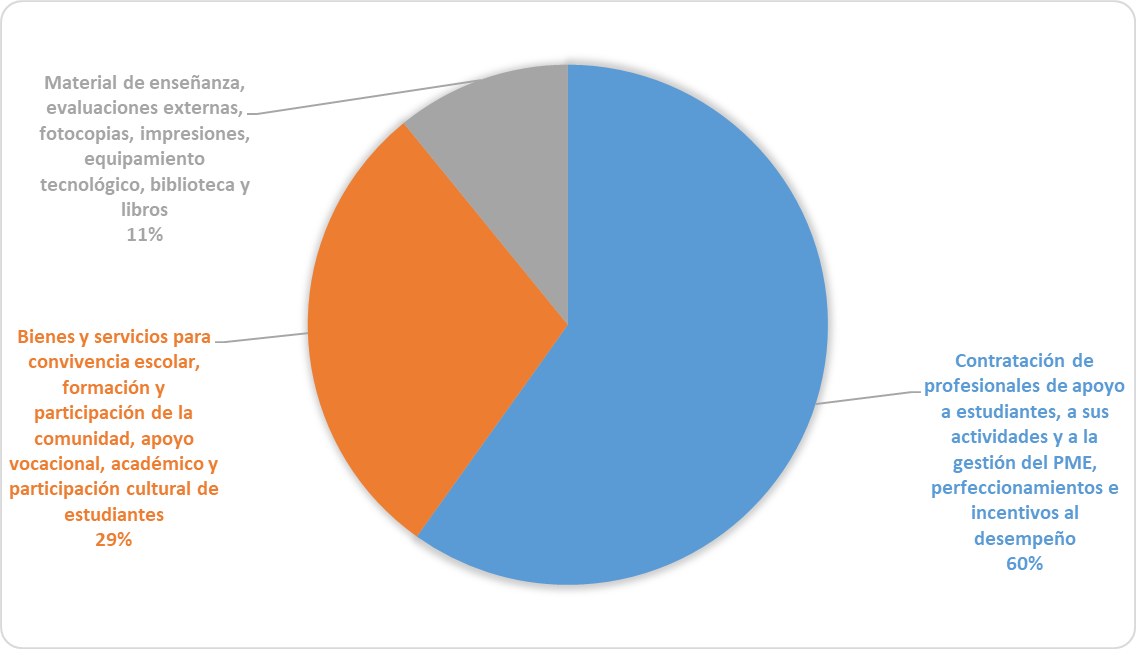 Material de enseñanza,
evaluaciones externas,
fotocopias, impresiones,
equipamiento
tecnológico, biblioteca y
libros
11%
Bienes y servicios para
convivencia escolar,
formación y
participación de la
comunidad, apoyo
vocacional, académico y
participación cultural de
estudiantes
29%
Contratación de
profesionales de apoyo
a estudiantes, a sus
actividades y a la
gestión del PME,
perfeccionamientos e
incentivos al
desempeño
60%